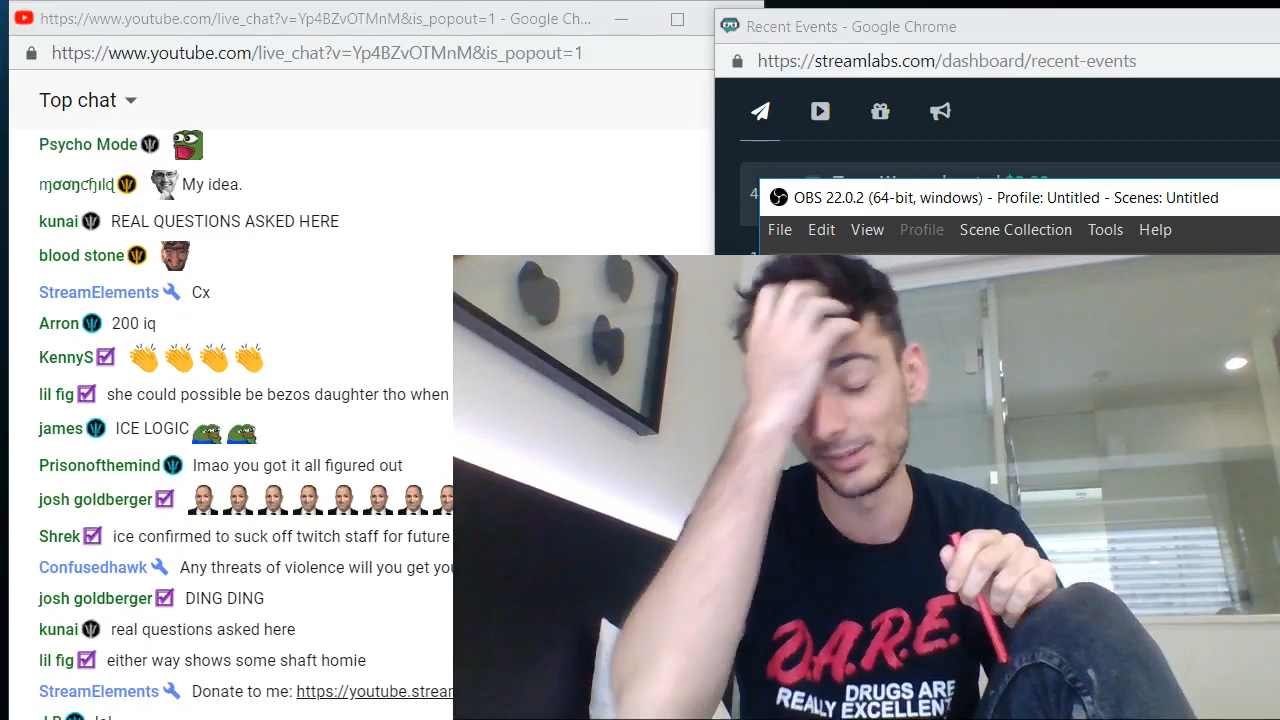 https://www.youtube.com/live_chat?v=Yp4BZvOTMnM&is_popout=1 - Google Ch...
https://www.youtube.com/live_chat?v=Yp4BZvOTMnM&is_popout=1
Top chat
Psycho Mode
My idea.
kunai REAL QUESTIONS ASKED HERE
blood stone
StreamElements Cx
Arron 200 iq
KennyS
lil fig she could possible be bezos daughter tho when
james ICE LOGIC
Prisonofthemind lmao you got it all figured out
josh goldberger
Shrek ice confirmed to suck off twitch staff for future
Confusedhawk Any threats of violence will you get you
josh goldberger DING DING
kunai real questions asked here
lil fig either way shows some shaft homie
StreamElements Donate to me: https://youtube.strear
Recent Events - Google Chrome
https://streamlabs.com/dashboard/recent-events
4
OBS 22.0.2 (64-bit, windows) - Profile: Untitled - Scenes: Untitled
File Edit View Profile Scene Collection Tools Help
D.A.R.E.
DRUGS ARE
REALLY EXCELLENT